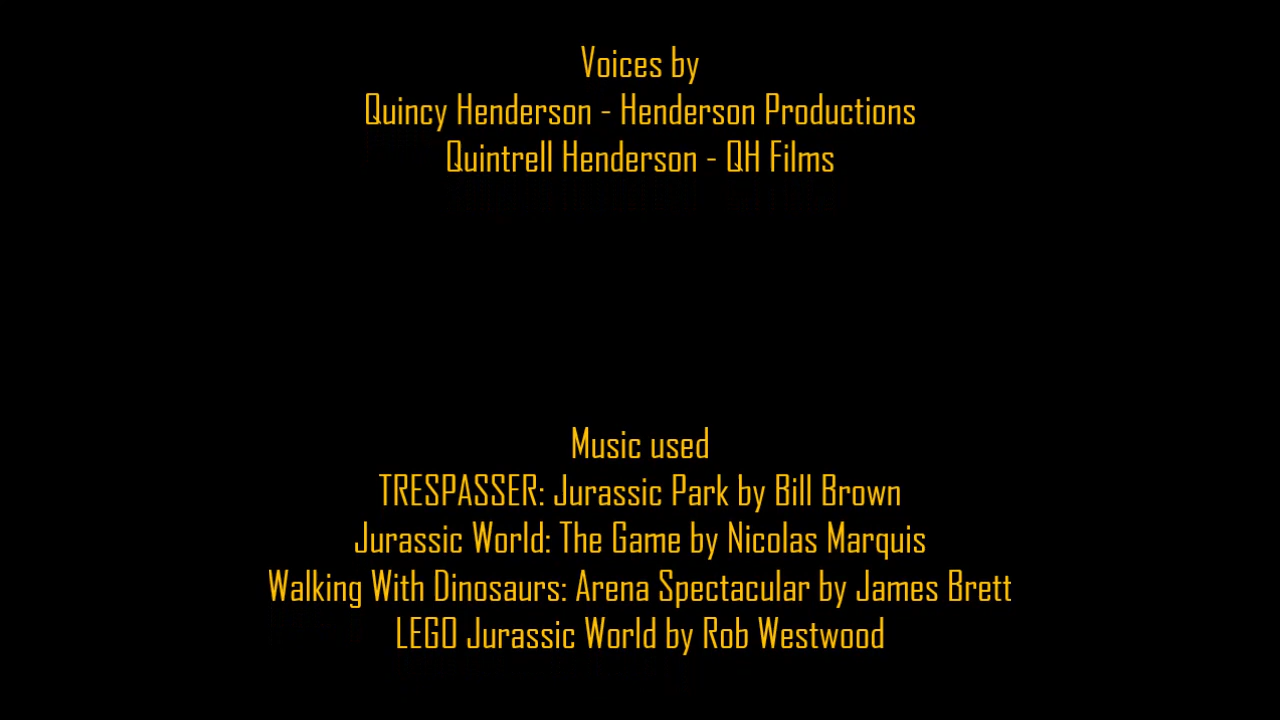 Voices by
Quincy Henderson - Henderson Productions
Quintrell Henderson - QH Films
Music used
TRESPASSER: Jurassic Park by Bill Brown
Jurassic World: The Game by Nicolas Marquis
Walking With Dinosaurs: Arena Spectacular by James Brett
LEGO Jurassic World by Rob Westwood